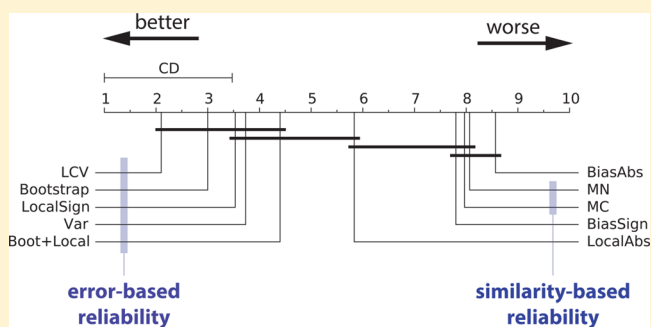 better
worse
CD
1 2 3 4 5 6 7 8 9 10
LCV
Bootstrap
LocalSign
Var
Boot+Local
BiasAbs
MN
MC
BiasSign
LocalAbs
error-based
reliability
similarity-based
reliability